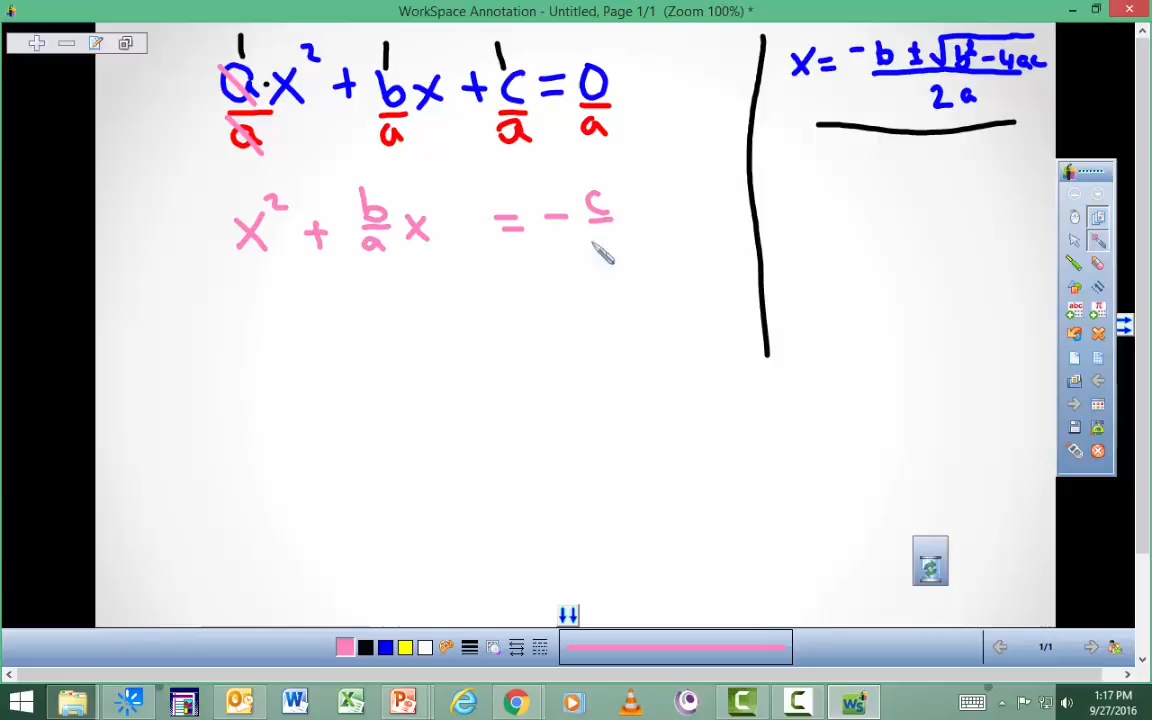 WorkSpace Annotation - Untitled, Page 1/1 (Zoom 100%) *
a·x² + bx + c = 0
a a a a
x² + b/a x = - c
x = -b ± √b² - 4ac
2a
abc π
1/1
1:17 PM
9/27/2016